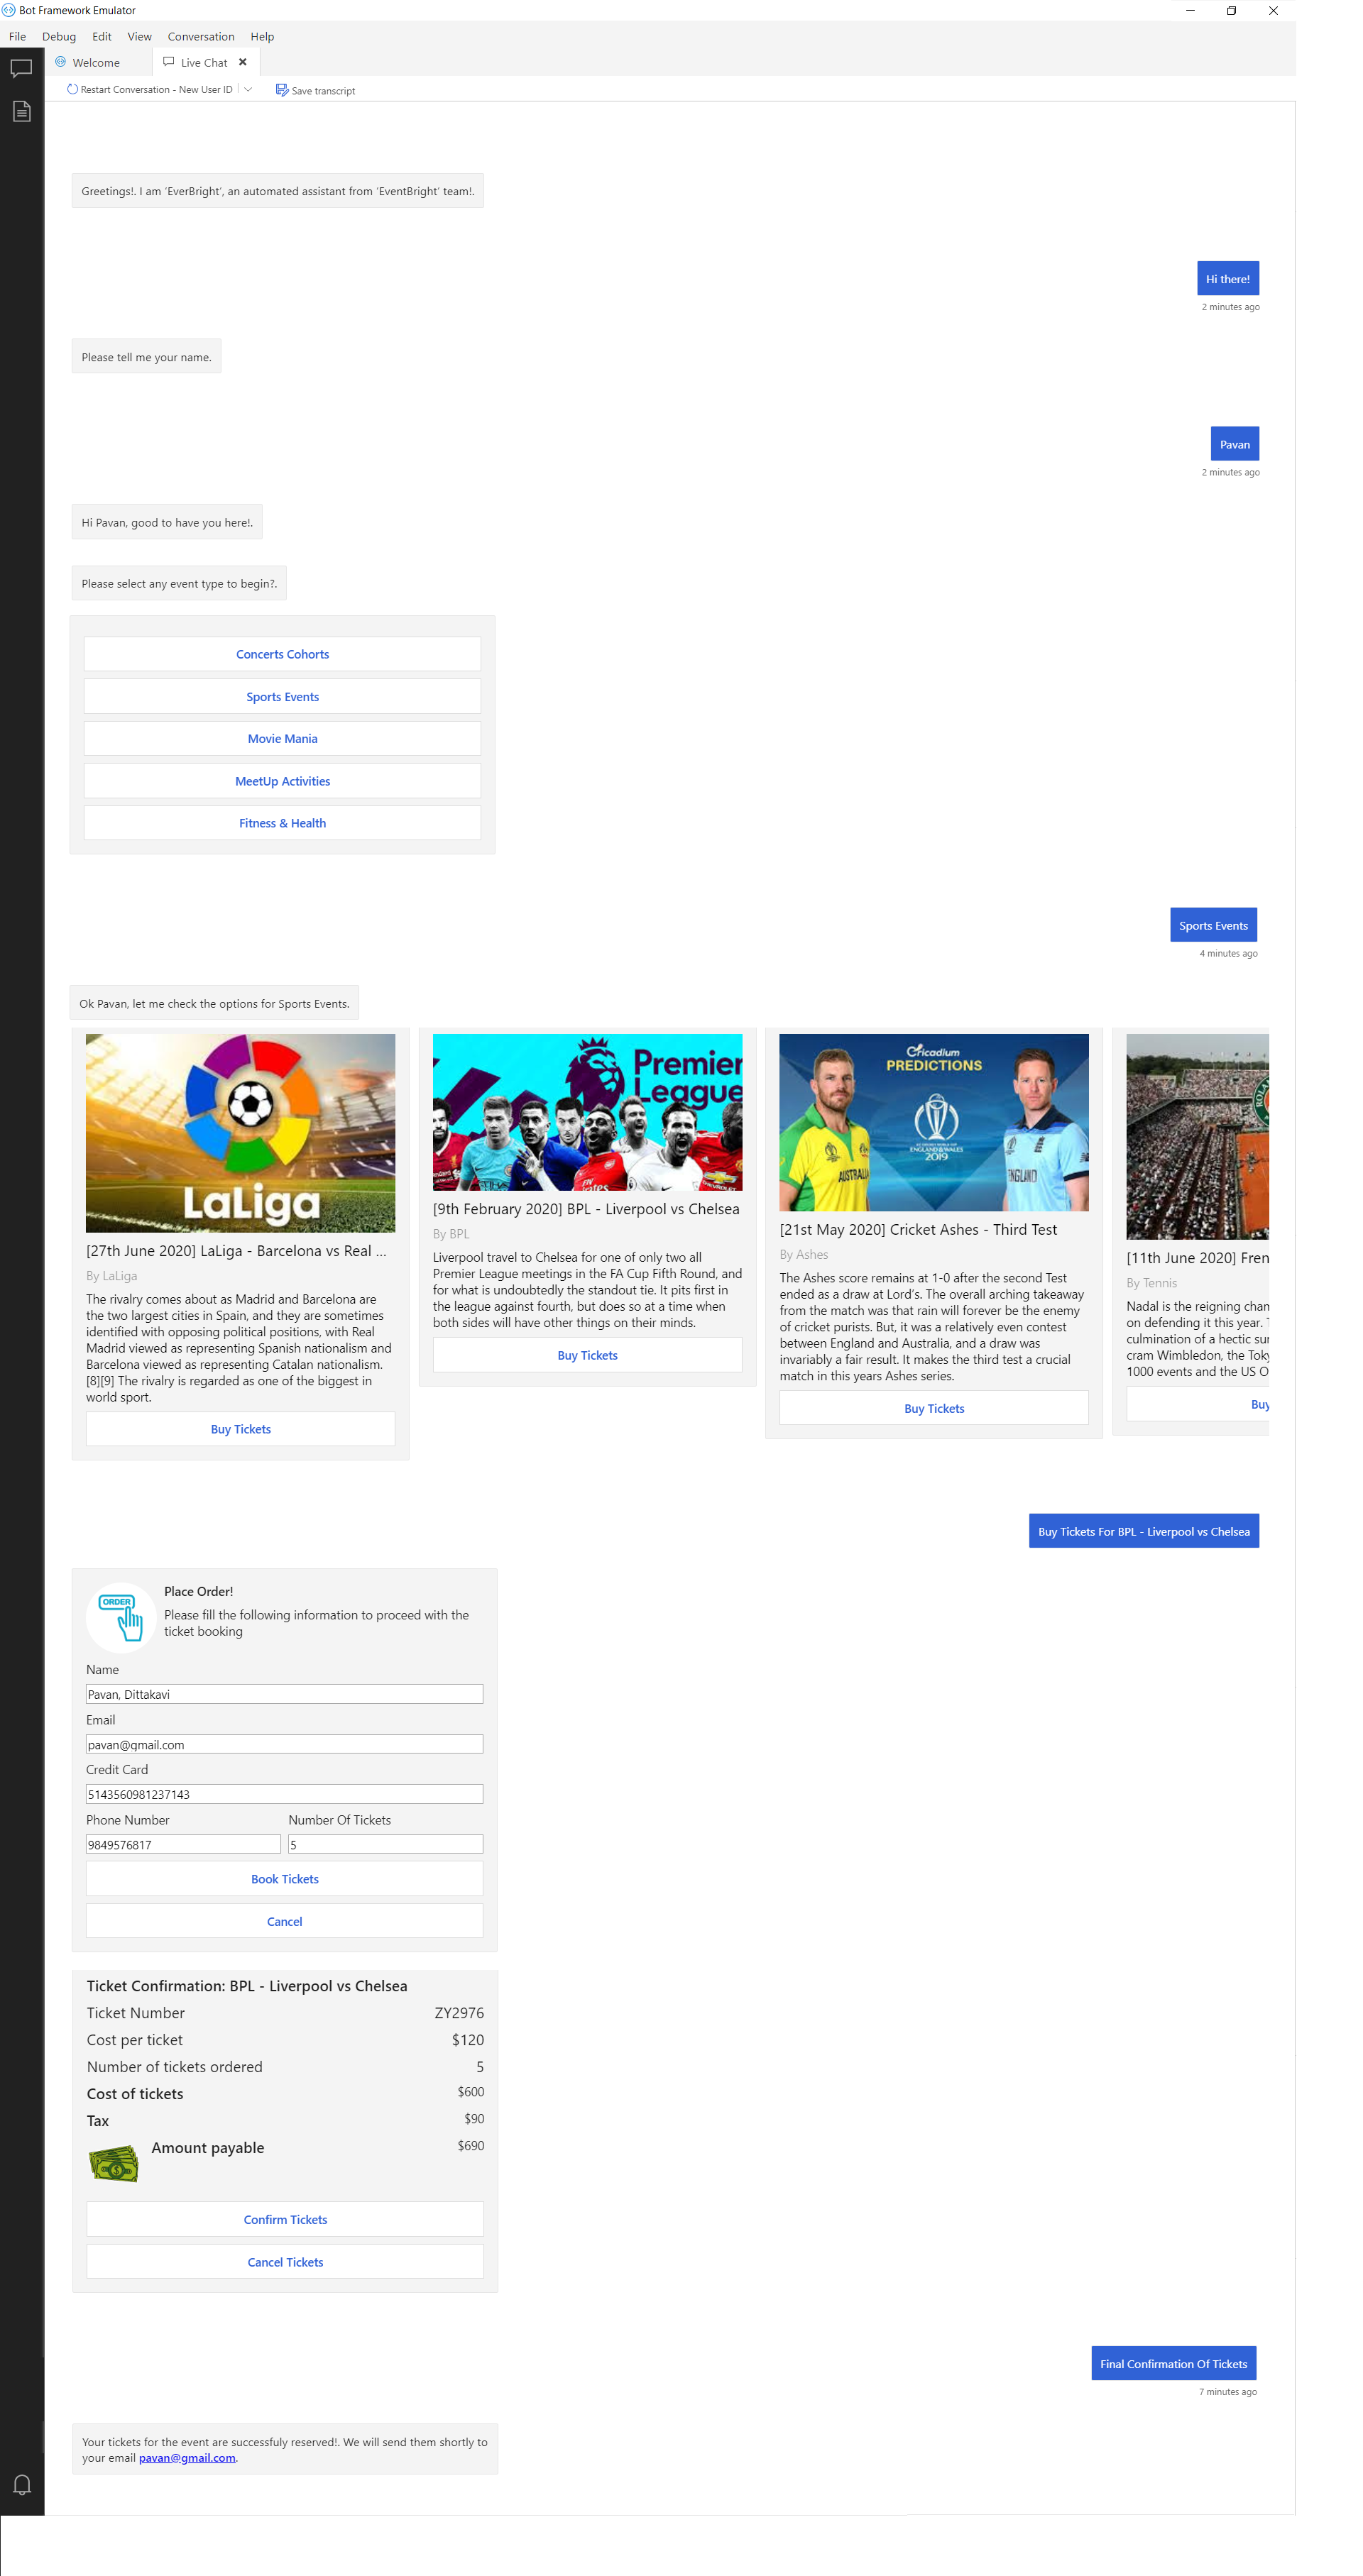 Bot Framework Emulator
File Debug Edit View Conversation Help
Welcome Live Chat
Restart Conversation - New User ID Save transcript
Greetings!. I am ‘EverBright’, an automated assistant from ‘EventBright’ team!.
Hi there!
2 minutes ago
Please tell me your name.
Pavan
2 minutes ago
Hi Pavan, good to have you here!.
Please select any event type to begin?.
Concerts Cohorts
Sports Events
Movie Mania
MeetUp Activities
Fitness & Health
Sports Events
4 minutes ago
Ok Pavan, let me check the options for Sports Events.
LaLiga
[27th June 2020] LaLiga - Barcelona vs Real ...
By LaLiga
The rivalry comes about as Madrid and Barcelona are
the two largest cities in Spain, and they are sometimes
identified with opposing political positions, with Real
Madrid viewed as representing Spanish nationalism and
Barcelona viewed as representing Catalan nationalism.
[8][9] The rivalry is regarded as one of the biggest in
world sport.
Buy Tickets
Premier
League
CHEVROLET
[9th February 2020] BPL - Liverpool vs Chelsea
By BPL
Liverpool travel to Chelsea for one of only two all
Premier League meetings in the FA Cup Fifth Round, and
for what is undoubtedly the standout tie. It pits first in
the league against fourth, but does so at a time when
both sides will have other things on their minds.
Buy Tickets
Cricadium
PREDICTIONS
AUSTRALIA
ENGLAND & WALES
2019
ENGLAND
[21st May 2020] Cricket Ashes - Third Test
By Ashes
The Ashes score remains at 1-0 after the second Test
ended as a draw at Lord’s. The overall arching takeaway
from the match was that rain will forever be the enemy
of cricket purists. But, it was a relatively even contest
between England and Australia, and a draw was
invariably a fair result. It makes the third test a crucial
match in this years Ashes series.
Buy Tickets
[11th June 2020] Fren
By Tennis
Nadal is the reigning cham
on defending it this year. T
culmination of a hectic sur
cram Wimbledon, the Toky
1000 events and the US O
Buy
Buy Tickets For BPL - Liverpool vs Chelsea
ORDER
Place Order!
Please fill the following information to proceed with the
ticket booking
Name
Pavan, Dittakavi
Email
pavan@gmail.com
Credit Card
5143560981237143
Phone Number Number Of Tickets
9849576817 5
Book Tickets
Cancel
Ticket Confirmation: BPL - Liverpool vs Chelsea
Ticket Number ZY2976
Cost per ticket $120
Number of tickets ordered 5
Cost of tickets $600
Tax $90
Amount payable $690
Confirm Tickets
Cancel Tickets
Final Confirmation Of Tickets
7 minutes ago
Your tickets for the event are successfuly reserved!. We will send them shortly to
your email pavan@gmail.com.